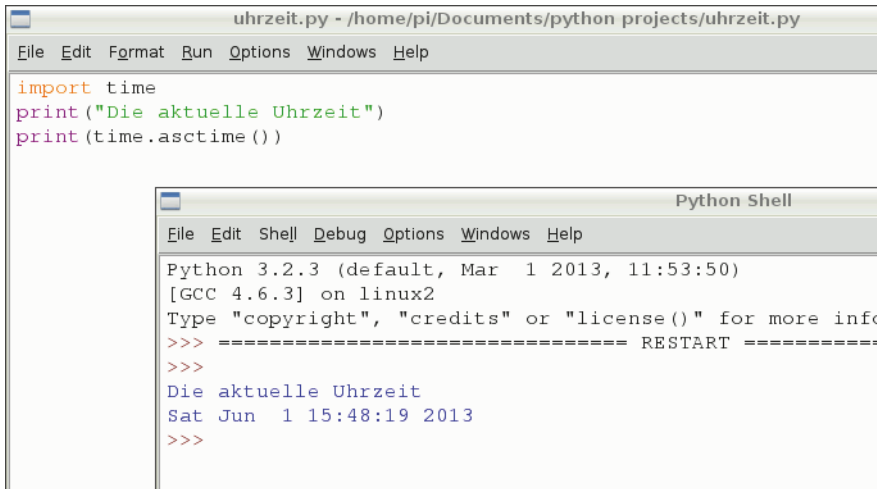 uhrzeit.py - /home/pi/Documents/python projects/uhrzeit.py
File Edit Format Run Options Windows Help
import time
print("Die aktuelle Uhrzeit")
print(time.asctime())
Python Shell
File Edit Shell Debug Options Windows Help
Python 3.2.3 (default, Mar  1 2013, 11:53:50)
[GCC 4.6.3] on linux2
Type "copyright", "credits" or "license()" for more
>>> ================================ RESTART ===========
>>>
Die aktuelle Uhrzeit
Sat Jun  1 15:48:19 2013
>>>